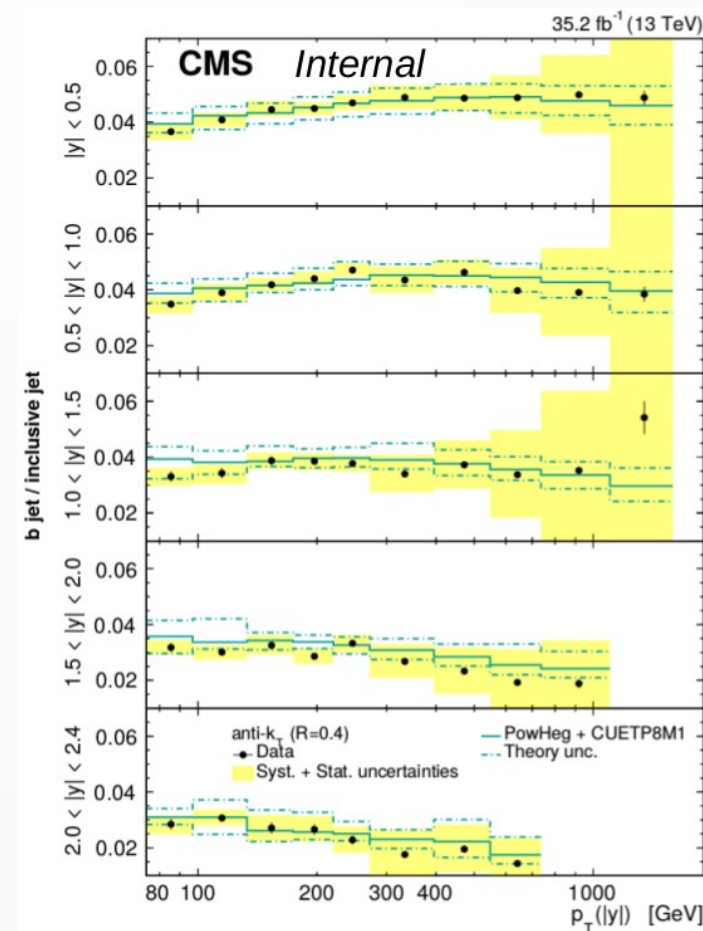 35.2 fb⁻¹ (13 TeV)
CMS Internal
b jet / inclusive jet
|y| < 0.5
0.06
0.04
0.02
0.5 < |y| < 1.0
0.06
0.04
0.02
1.0 < |y| < 1.5
0.06
0.04
0.02
1.5 < |y| < 2.0
0.06
0.04
0.02
2.0 < |y| < 2.4
0.06
0.04
0.02
anti-k_T (R=0.4)
Data
Syst. + Stat. uncertainties
PowHeg + CUETP8M1
Theory unc.
80 100 200 300 400 1000
p_T(|y|) [GeV]